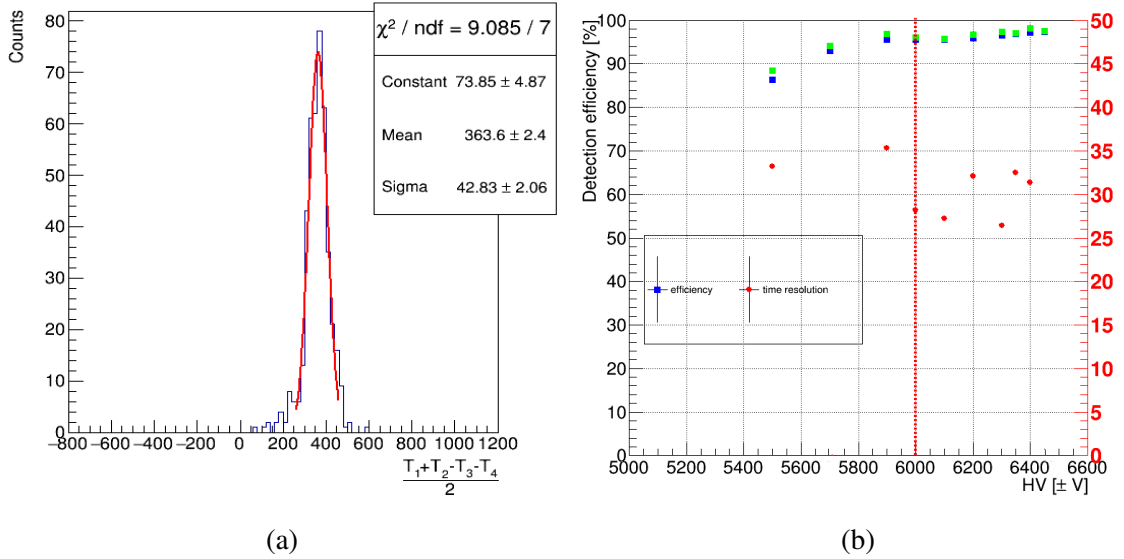 Counts
80
70
60
50
40
30
20
10
0
−800 −600 −400 −200 0 200 400 600 800 1000 1200
T1+T2-T3-T4
2
χ² / ndf = 9.085 / 7
Constant 73.85 ± 4.87
Mean 363.6 ± 2.4
Sigma 42.83 ± 2.06
(a)
Detection efficiency [%]
100
90
80
70
60
50
40
30
20
10
0
5000 5200 5400 5600 5800 6000 6200 6400 6600
HV [± V]
efficiency
time resolution
50
45
40
35
30
25
20
15
10
5
0
(b)